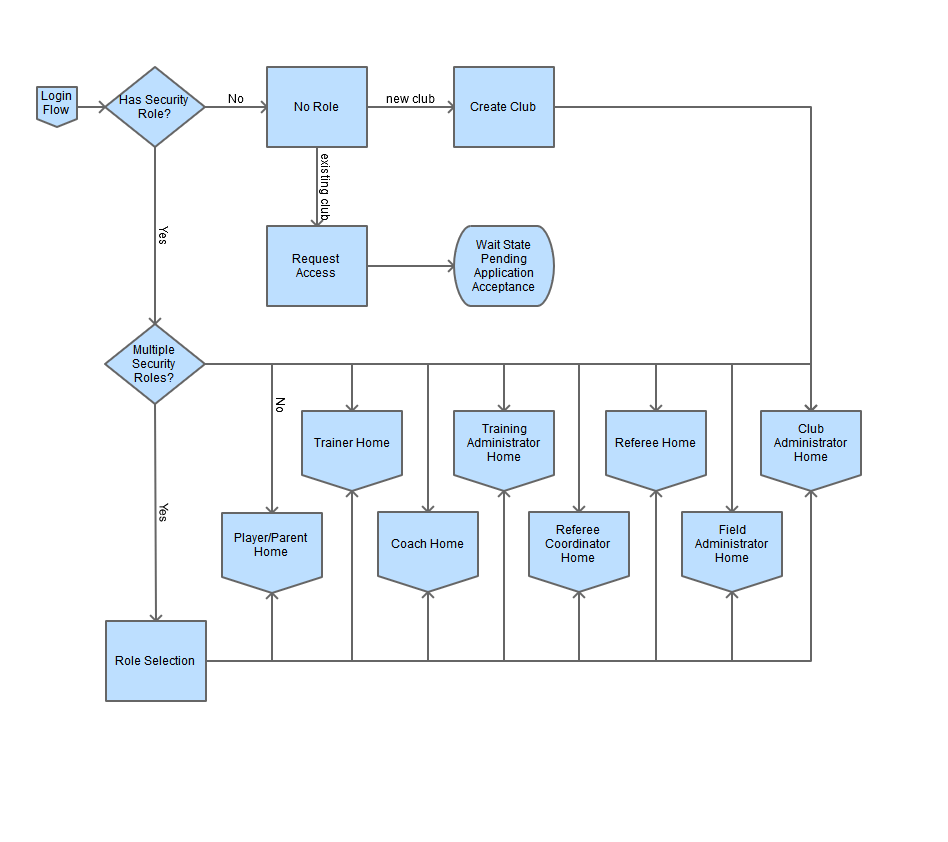 Login
Flow
Has Security
Role?
No
No Role
new club
Create Club
existing club
Yes
Request
Access
Wait State
Pending
Application
Acceptance
Multiple
Security
Roles?
No
Trainer Home
Training
Administrator
Home
Referee Home
Club
Administrator
Home
Yes
Player/Parent
Home
Coach Home
Referee
Coordinator
Home
Field
Administrator
Home
Role Selection